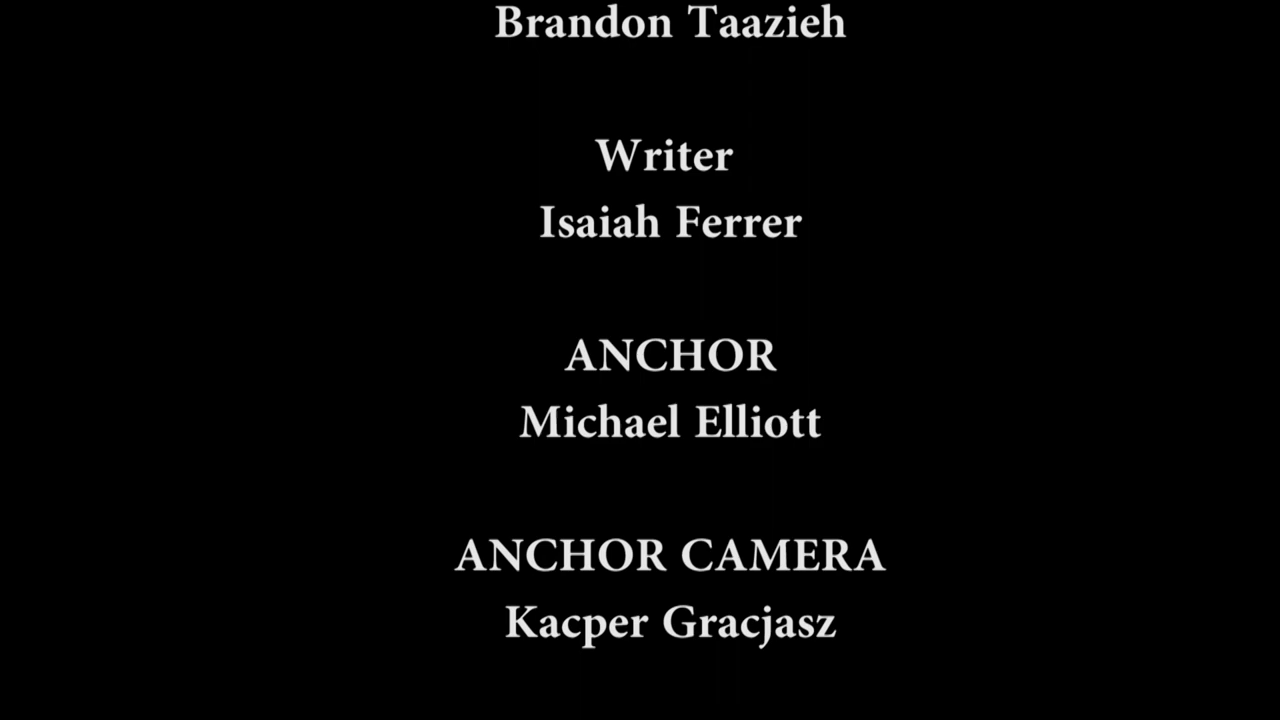 Brandon Taazieh
Writer
Isaiah Ferrer
ANCHOR
Michael Elliott
ANCHOR CAMERA
Kacper Gracjasz